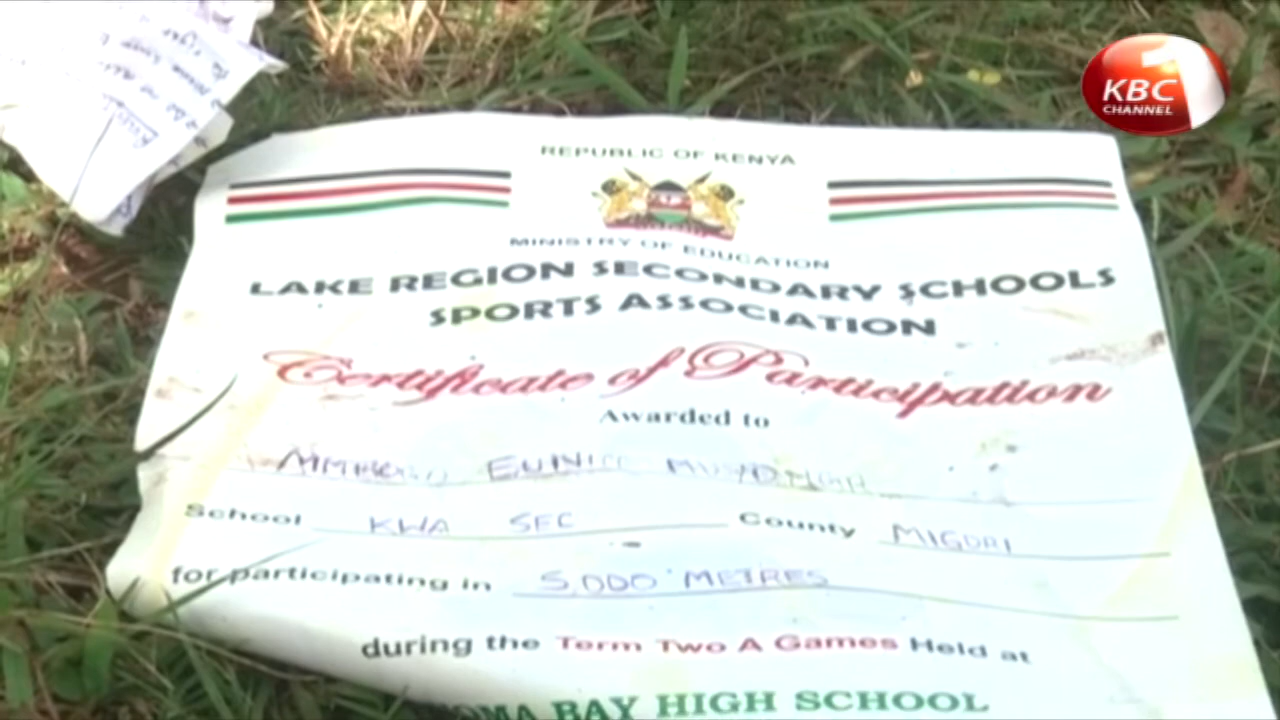 KBC
CHANNEL 1
REPUBLIC OF KENYA
MINISTRY OF EDUCATION
LAKE REGION SECONDARY SCHOOLS
SPORTS ASSOCIATION
Certificate of Participation
Awarded to
EUNICE
School KWA SEC County MIGORI
for participating in 5,000 METRES
during the Term Two A Games Held at
BAY HIGH SCHOOL